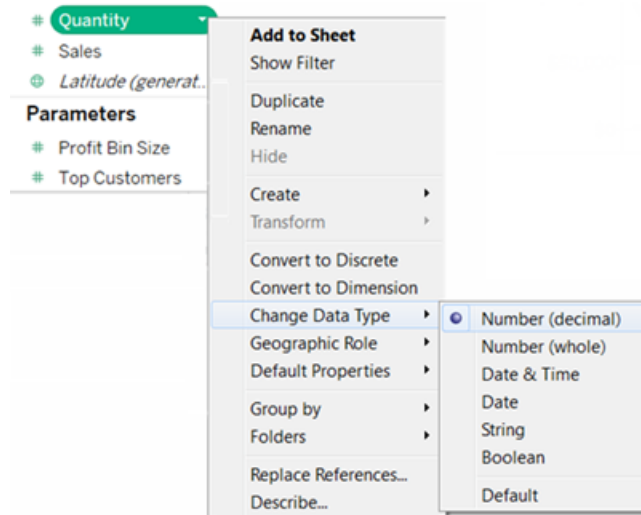 # Quantity
# Sales
Latitude (generat..
Parameters
# Profit Bin Size
# Top Customers
Add to Sheet
Show Filter
Duplicate
Rename
Hide
Create
Transform
Convert to Discrete
Convert to Dimension
Change Data Type
Geographic Role
Default Properties
Group by
Folders
Replace References...
Describe...
Number (decimal)
Number (whole)
Date & Time
Date
String
Boolean
Default